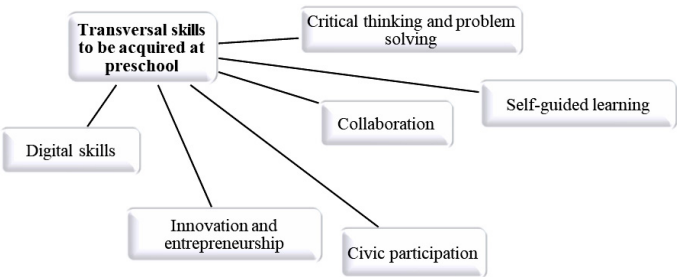 Transversal skills
to be acquired at
preschool
Critical thinking and problem
solving
Self-guided learning
Collaboration
Digital skills
Innovation and
entrepreneurship
Civic participation